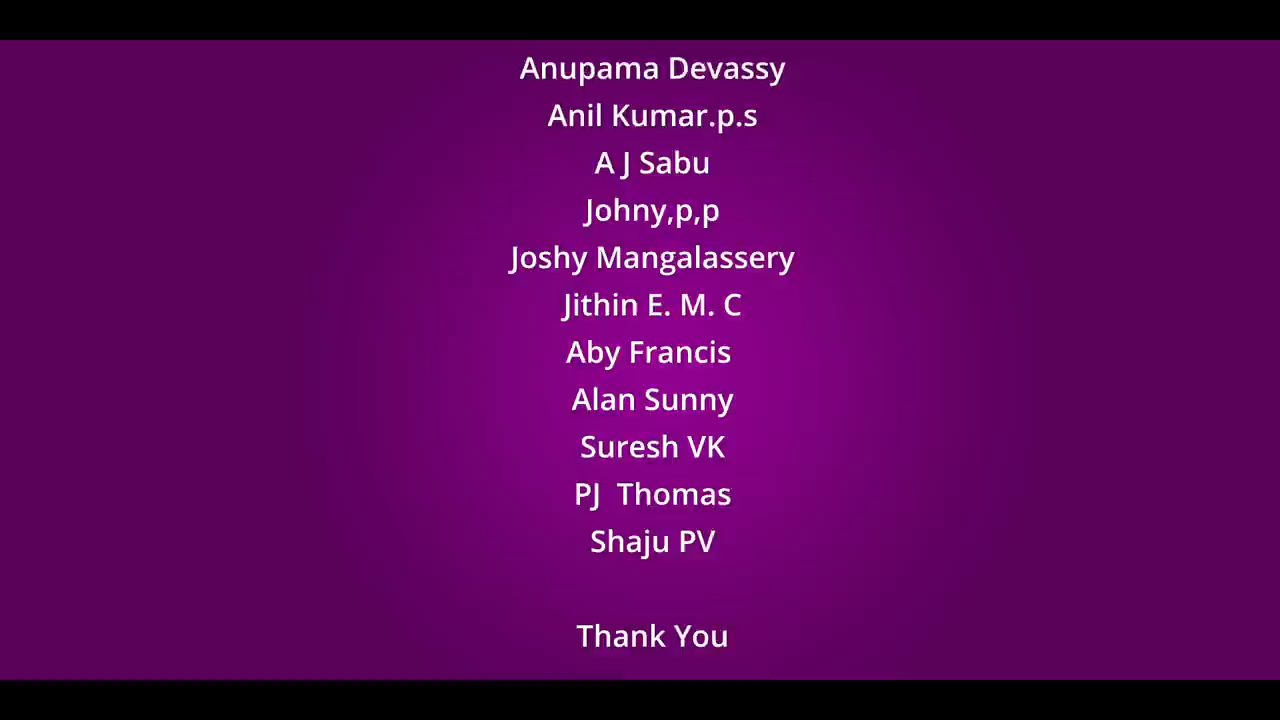 Anupama Devassy
Anil Kumar.p.s
A J Sabu
Johny,p,p
Joshy Mangalassery
Jithin E. M. C
Aby Francis
Alan Sunny
Suresh VK
PJ  Thomas
Shaju PV
Thank You